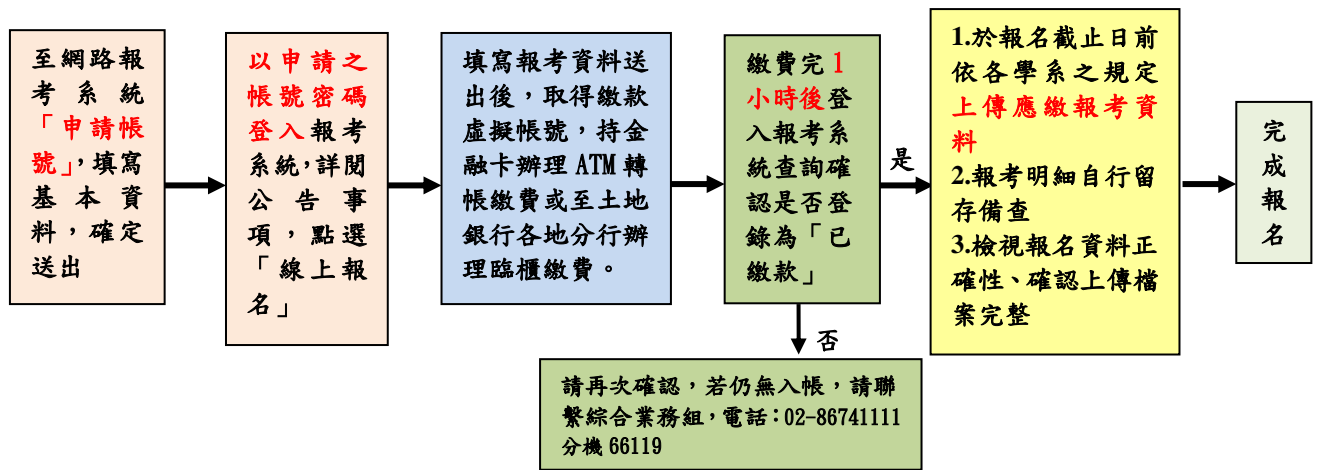 至網路報
考系統
「申請帳
號」,填寫
基本資
料，確定
送出
以申請之
帳號密碼
登入報考
系統,詳閱
公告事
項，點選
「線上報
名」
填寫報考資料送
出後，取得繳款
虛擬帳號，持金
融卡辦理 ATM 轉
帳繳費或至土地
銀行各地分行辦
理臨櫃繳費。
繳費完1
小時後登
入報考系
統查詢確
認是否登
錄為「已
繳款」
是
否
請再次確認，若仍無入帳，請聯
繫綜合業務組,電話:02-86741111
分機 66119
1.於報名截止日前
依各學系之規定
上傳應繳報考資
料
2.報考明細自行留
存備查
3.檢視報名資料正
確性、確認上傳檔
案完整
完
成
報
名